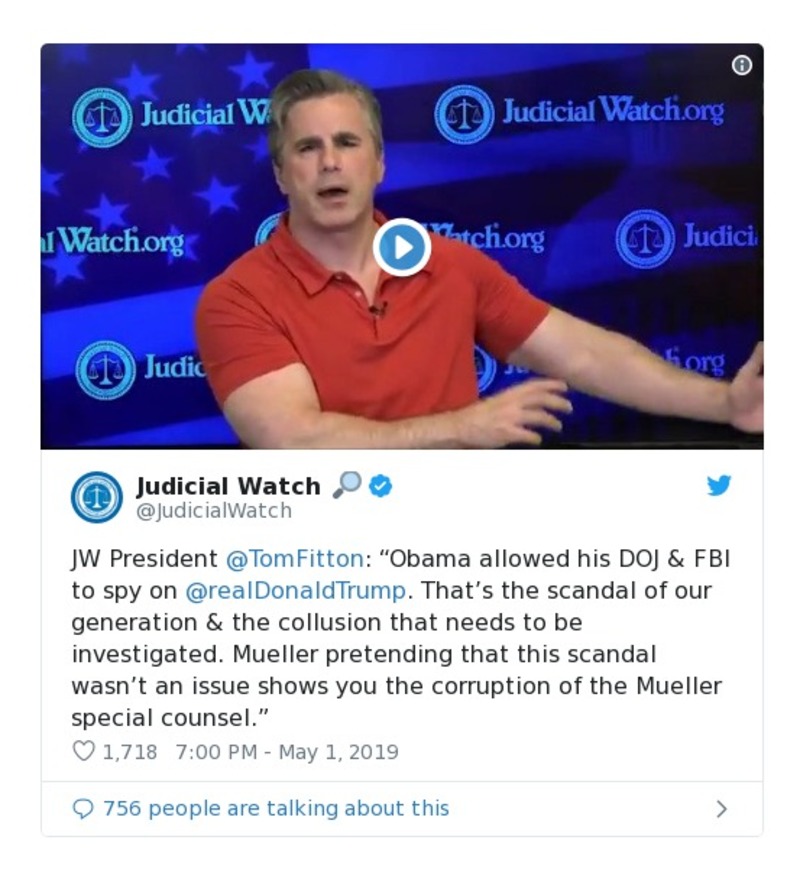 Judicial W
Judicial Watch.org
l Watch.org
Watch.org
Judici
Judic
.org
Judicial Watch
@JudicialWatch
JW President @TomFitton: “Obama allowed his DOJ & FBI
to spy on @realDonaldTrump. That’s the scandal of our
generation & the collusion that needs to be
investigated. Mueller pretending that this scandal
wasn’t an issue shows you the corruption of the Mueller
special counsel.”
1,718 7:00 PM - May 1, 2019
756 people are talking about this